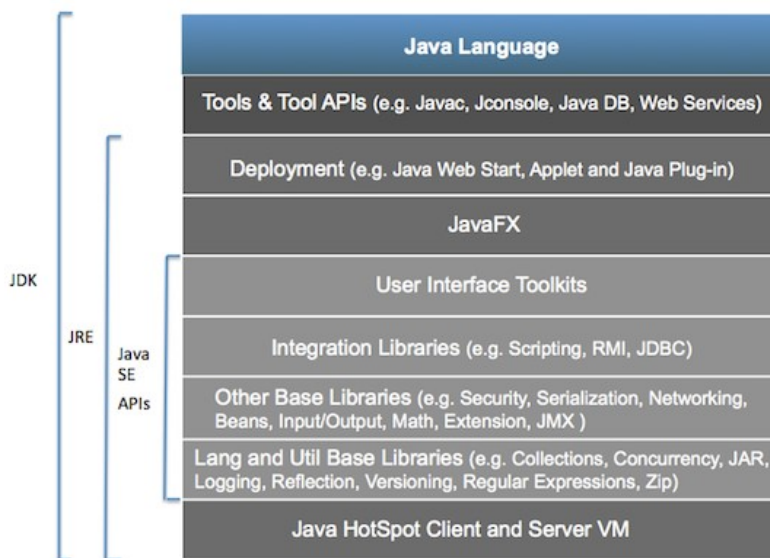 Java Language
Tools & Tool APIs (e.g. Javac, Jconsole, Java DB, Web Services)
Deployment (e.g. Java Web Start, Applet and Java Plug-in)
JavaFX
JDK
User Interface Toolkits
JRE
Java
SE
APIs
Integration Libraries (e.g. Scripting, RMI, JDBC)
Other Base Libraries (e.g. Security, Serialization, Networking,
Beans, Input/Output, Math, Extension, JMX )
Lang and Util Base Libraries (e.g. Collections, Concurrency, JAR,
Logging, Reflection, Versioning, Regular Expressions, Zip)
Java HotSpot Client and Server VM